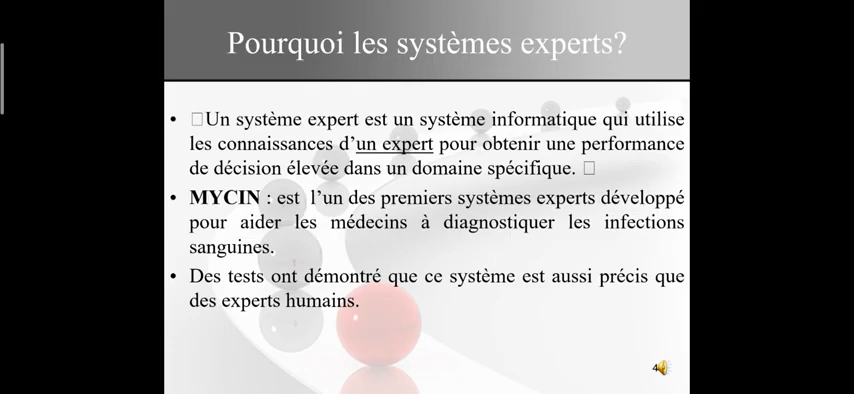 Pourquoi les systèmes experts?
• Un système expert est un système informatique qui utilise
les connaissances d’un expert pour obtenir une performance
de décision élevée dans un domaine spécifique.
• MYCIN : est l’un des premiers systèmes experts développé
pour aider les médecins à diagnostiquer les infections
sanguines.
• Des tests ont démontré que ce système est aussi précis que
des experts humains.
4